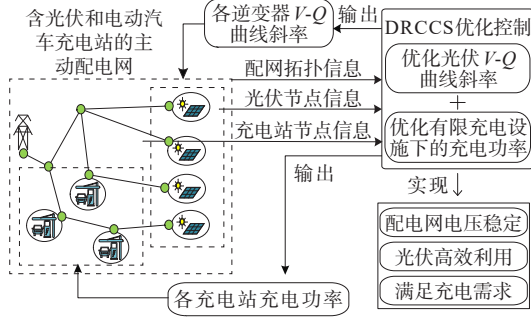 含光伏和电动汽
车充电站的主
动配电网
各逆变器V-Q
曲线斜率
输出
DRCCS优化控制
优化光伏V-Q
曲线斜率
+
优化有限充电设
施下的充电功率
配网拓扑信息
光伏节点信息
充电站节点信息
输出
实现
配电网电压稳定
光伏高效利用
满足充电需求
各充电站充电功率